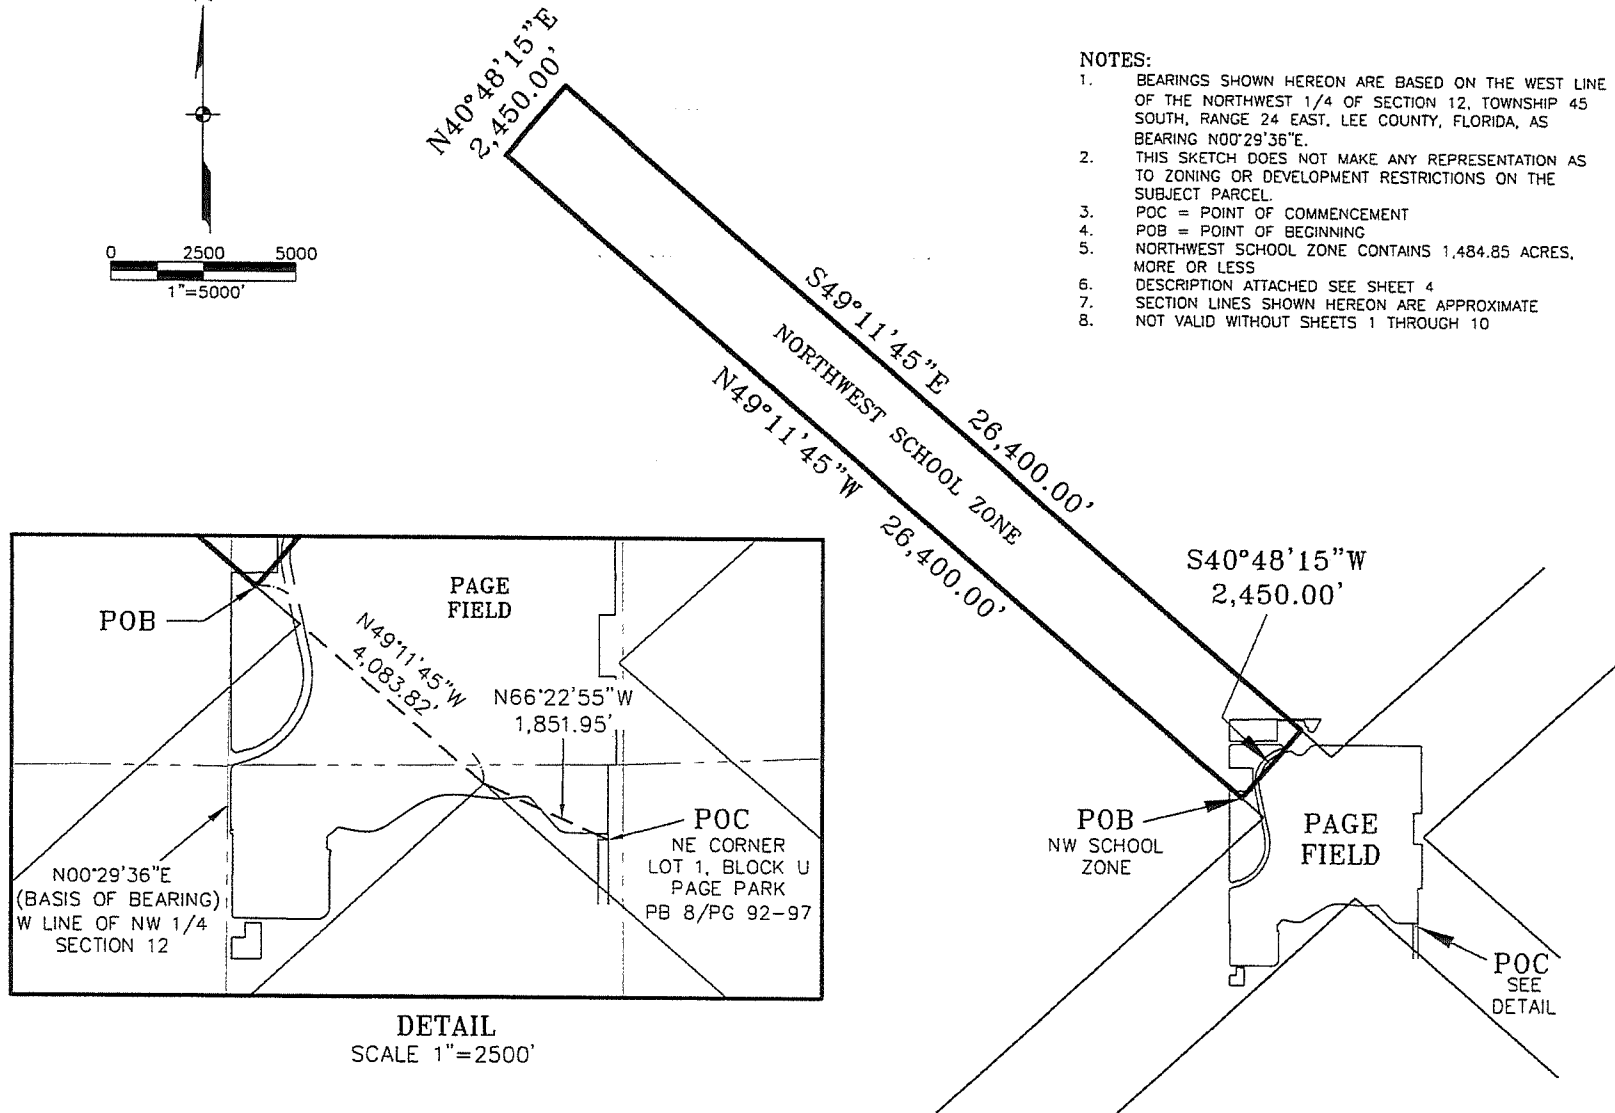 N40°48'15"E
2,450.00'
0 2500 5000
1"=5000'
NOTES:
1. BEARINGS SHOWN HEREON ARE BASED ON THE WEST LINE
OF THE NORTHWEST 1/4 OF SECTION 12, TOWNSHIP 45
SOUTH, RANGE 24 EAST, LEE COUNTY, FLORIDA, AS
BEARING N00°29'36"E.
2. THIS SKETCH DOES NOT MAKE ANY REPRESENTATION AS
TO ZONING OR DEVELOPMENT RESTRICTIONS ON THE
SUBJECT PARCEL.
3. POC = POINT OF COMMENCEMENT
4. POB = POINT OF BEGINNING
5. NORTHWEST SCHOOL ZONE CONTAINS 1,484.85 ACRES,
MORE OR LESS
6. DESCRIPTION ATTACHED SEE SHEET 4
7. SECTION LINES SHOWN HEREON ARE APPROXIMATE
8. NOT VALID WITHOUT SHEETS 1 THROUGH 10
S49°11'45"E 26,400.00'
NORTHWEST SCHOOL ZONE
N49°11'45"W 26,400.00'
S40°48'15"W
2,450.00'
POB
NW SCHOOL
ZONE
PAGE
FIELD
POC
SEE
DETAIL
POB
PAGE
FIELD
N49°11'45"W
4,083.82'
N66°22'55"W
1,851.95'
POC
NE CORNER
LOT 1, BLOCK U
PAGE PARK
PB 8/PG 92-97
N00°29'36"E
(BASIS OF BEARING)
W LINE OF NW 1/4
SECTION 12
DETAIL
SCALE 1"=2500'